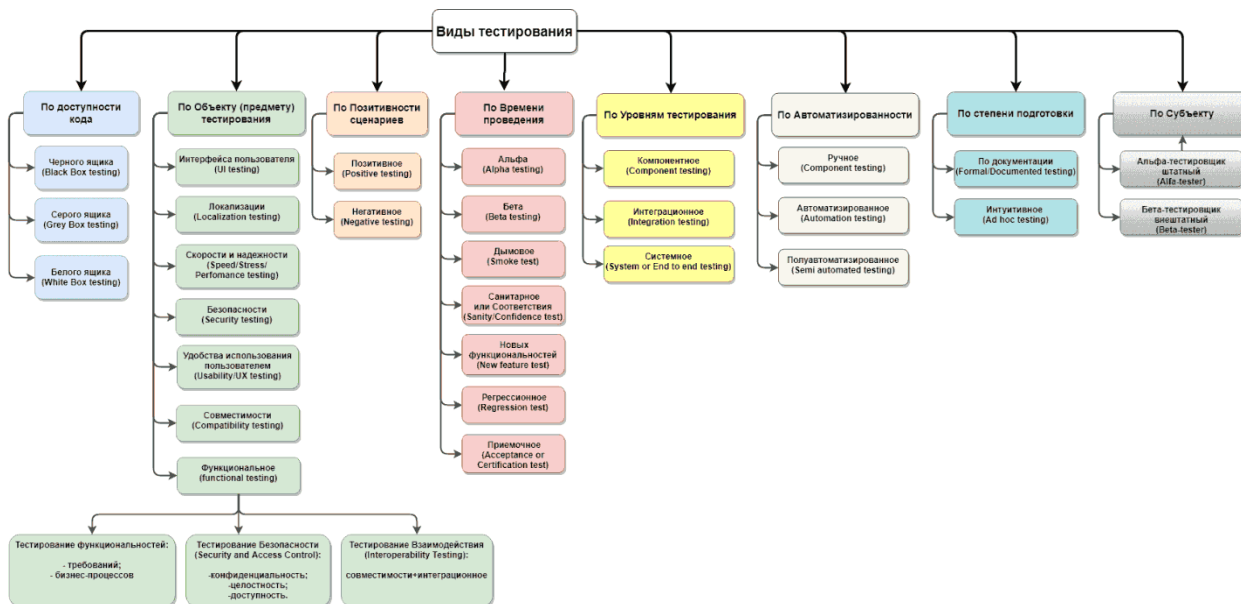 Виды тестирования
По доступности
кода
Черного ящика
(Black Box testing)
Серого ящика
(Grey Box testing)
Белого ящика
(White Box testing)
По Объекту (предмету)
тестирования
Интерфейса пользователя
(UI testing)
Локализации
(Localization testing)
Скорости и надежности
(Speed/Stress/
Perfomance testing)
Безопасности
(Security testing)
Удобства использования
пользователем
(Usability/UX testing)
Совместимости
(Compatibility testing)
Функциональное
(functional testing)
Тестирование функциональностей:
- требований;
- бизнес-процессов
Тестирование Безопасности
(Security and Access Control):
-конфиденциальность;
-целостность;
-доступность.
Тестирование Взаимодействия
(Interoperability Testing):
совместимости+интеграционное
По Позитивности
сценариев
Позитивное
(Positive testing)
Негативное
(Negative testing)
По Времени
проведения
Альфа
(Alpha testing)
Бета
(Beta testing)
Дымовое
(Smoke test)
Санитарное
или Соответствия
(Sanity/Confidence test)
Новых
функциональностей
(New feature test)
Регрессионное
(Regression test)
Приемочное
(Acceptance or
Certification test)
По Уровням тестирования
Компонентное
(Component testing)
Интеграционное
(Integration testing)
Системное
(System or End to end testing)
По Автоматизированности
Ручное
(Component testing)
Автоматизированное
(Automation testing)
Полуавтоматизированное
(Semi automated testing)
По степени подготовки
По документации
(Formal/Documented testing)
Интуитивное
(Ad hoc testing)
По Субъекту
Альфа-тестировщик
штатный
(Alfa-tester)
Бета-тестировщик
внештатный
(Beta-tester)